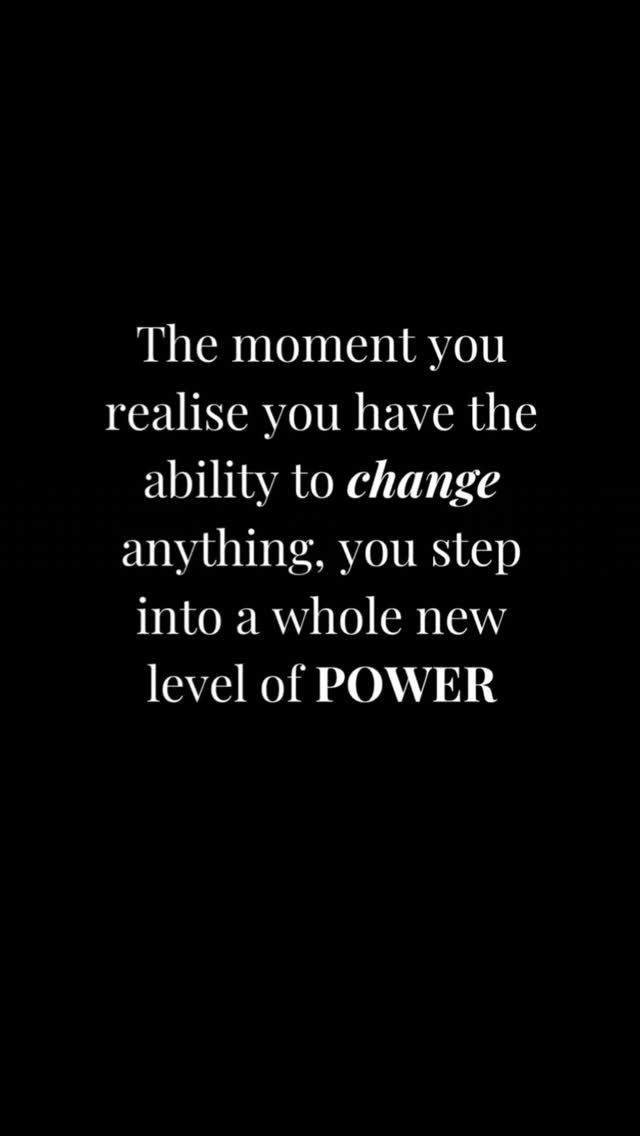 The moment you
realise you have the
ability to change
anything, you step
into a whole new
level of POWER